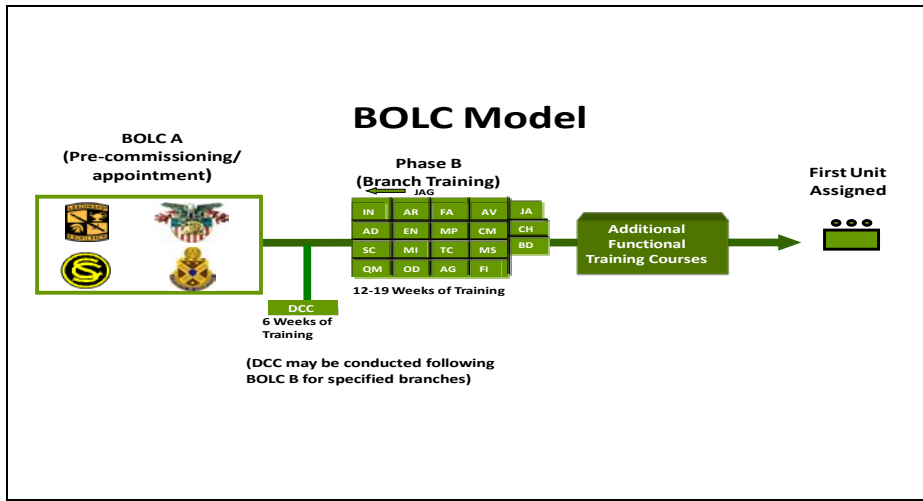 BOLC Model
BOLC A
(Pre-commissioning/
appointment)
LEADERSHIP
EXCELLENCE
Phase B
(Branch Training)
JAG
IN AR FA AV JA
AD EN MP CM CH
SC MI TC MS BD
QM OD AG FI
12-19 Weeks of Training
DCC
6 Weeks of
Training
(DCC may be conducted following
BOLC B for specified branches)
Additional
Functional
Training Courses
First Unit
Assigned